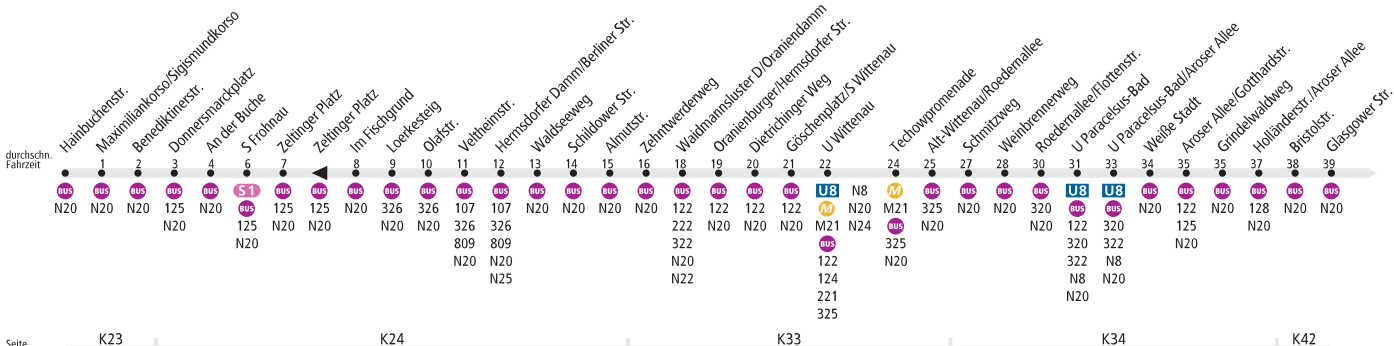 Hainbuchenstr.
Maximiliankorso/Sigismundkorso
Benediktinerstr.
Donnersmarckplatz
An der Buche
S Frohnau
Zeltinger Platz
Zeltinger Platz
Im Fischgrund
Loerkesteig
Olafstr.
Veltheimstr.
Hermsdorfer Damm/Berliner Str.
Waldseeweg
Schildower Str.
Almutstr.
Zehntwerderweg
Waidmannsluster D/Oraniendamm
Oranienburger/Hermsdorfer Str.
Dietrichinger Weg
Göschenplatz/S Wittenau
U Wittenau
Techowpromenade
Alt-Wittenau/Roedernallee
Schmitzweg
Weinbrennerweg
Roedernallee/Flottenstr.
U Paracelsus-Bad
U Paracelsus-Bad/Aroser Allee
Weiße Stadt
Aroser Allee/Gotthardstr.
Grindelwaldweg
Holländerstr./Aroser Allee
Bristolstr.
Glasgower Str.
durchschn.
Fahrzeit
1 2 3 4 6 7 8 9 10 11 12 13 14 15 16 18 19 20 21 22 24 25 27 28 30 31 33 34 35 35 37 38 39
BUS BUS BUS BUS BUS S1 BUS BUS BUS BUS BUS BUS BUS BUS BUS BUS BUS BUS BUS BUS BUS U8 N8 M BUS BUS BUS BUS U8 U8 BUS BUS BUS BUS BUS BUS
N20 N20 N20 125 N20 BUS 125 125 N20 326 326 107 107 N20 N20 N20 N20 122 122 122 122 M N20 M21 325 N20 N20 320 BUS BUS N20 122 N20 128 N20 N20
N20 125 N20 N20 N20 N20 326 326 222 N20 N20 N20 M21 N24 BUS N20 N20 122 320 125 N20
N20 809 809 322 BUS 325 320 322 N20
N20 N20 N20 122 N20 322 N8
N25 N22 124 N8 N20
221 N20
325
Seite K23 K24 K33 K34 K42